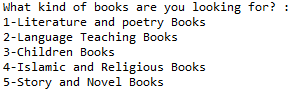 What kind of books are you looking for? :
1-Literature and poetry Books
2-Language Teaching Books
3-Children Books
4-Islamic and Religious Books
5-Story and Novel Books